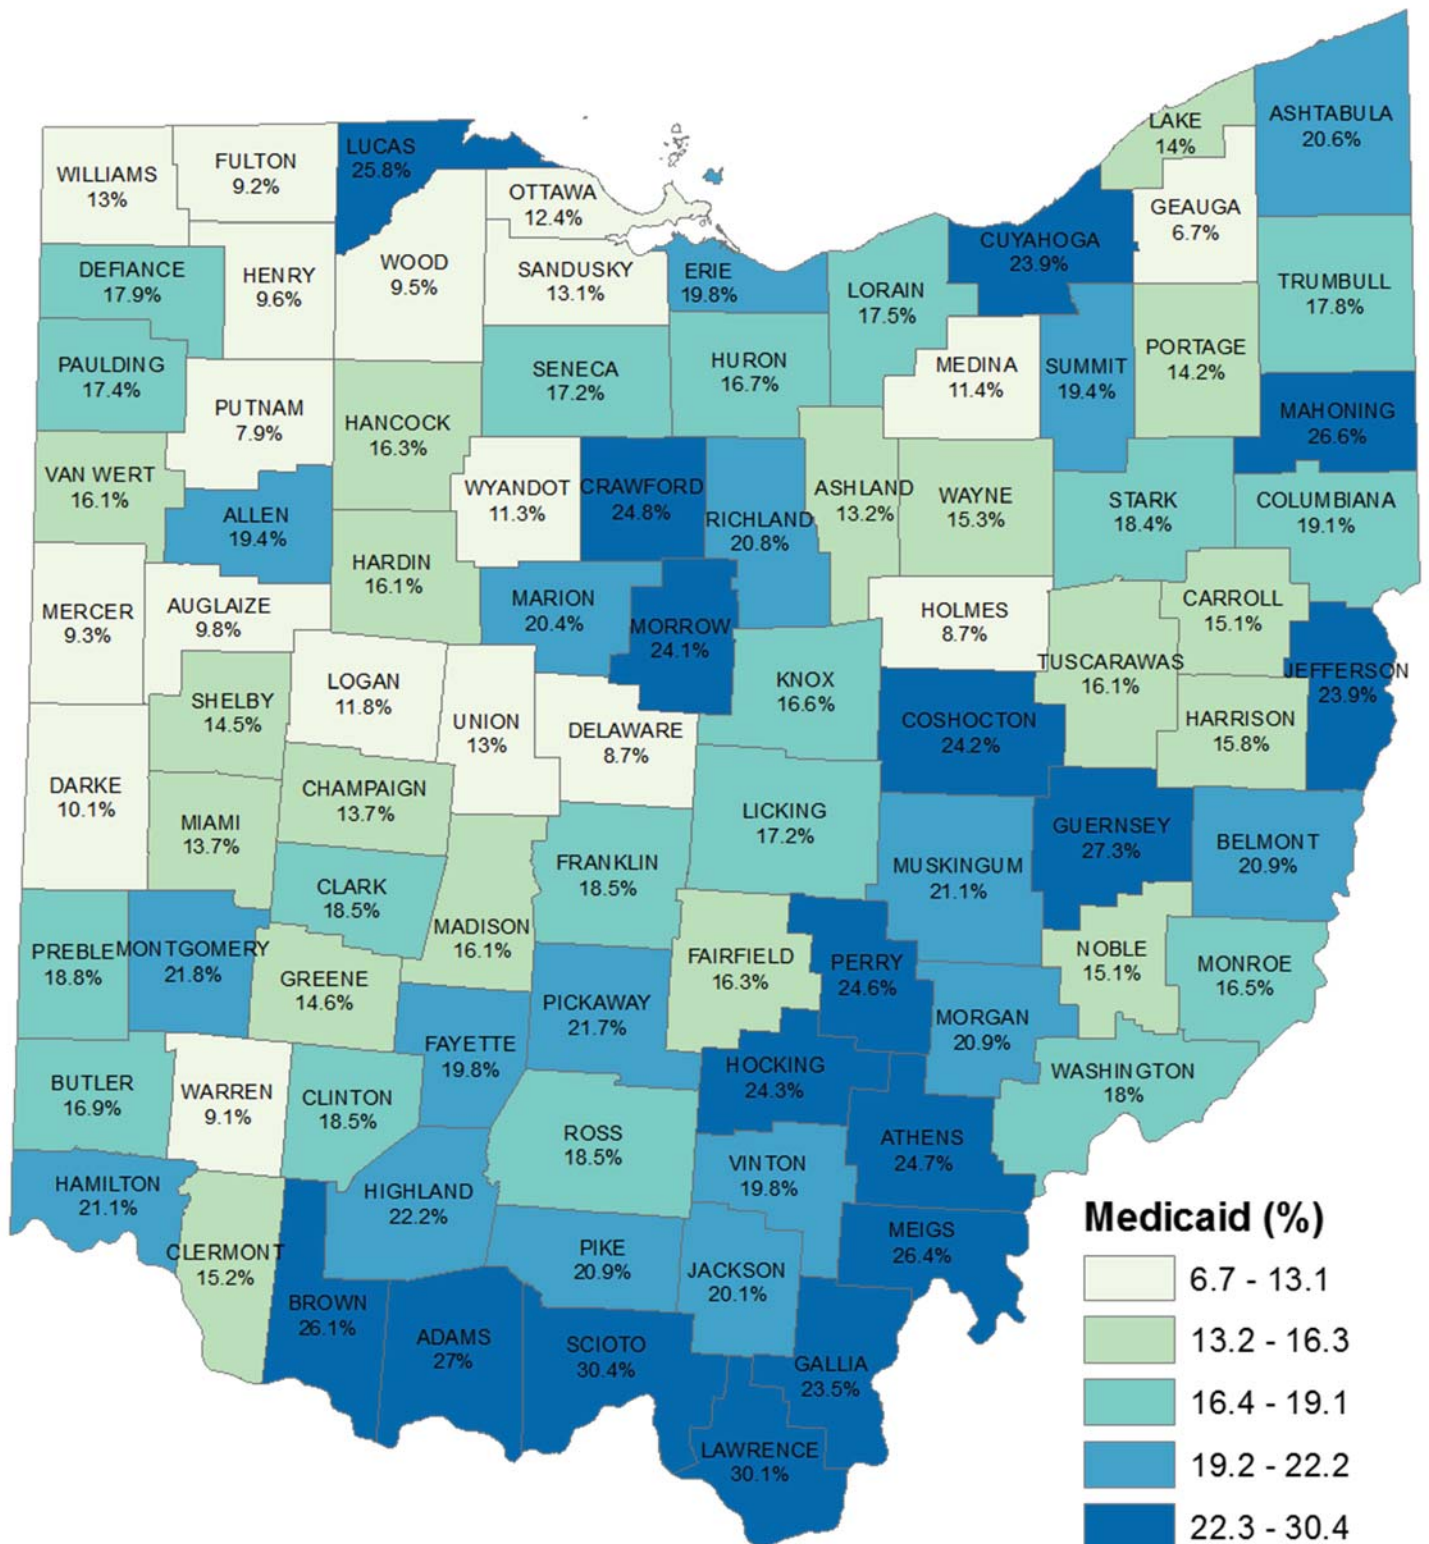 ASHTABULA
20.6%
LAKE
14%
LUCAS
25.8%
FULTON
9.2%
WILLIAMS
13%
OTTAWA
12.4%
GEAUGA
6.7%
CUYAHOGA
23.9%
DEFIANCE
17.9%
HENRY
9.6%
WOOD
9.5%
SANDUSKY
13.1%
ERIE
19.8%
LORAIN
17.5%
TRUMBULL
17.8%
PAULDING
17.4%
SENECA
17.2%
HURON
16.7%
MEDINA
11.4%
SUMMIT
19.4%
PORTAGE
14.2%
PUTNAM
7.9%
HANCOCK
16.3%
MAHONING
26.6%
VAN WERT
16.1%
WYANDOT
11.3%
CRAWFORD
24.8%
ASHLAND
13.2%
WAYNE
15.3%
STARK
18.4%
COLUMBIANA
19.1%
ALLEN
19.4%
RICHLAND
20.8%
HARDIN
16.1%
MERCER
9.3%
AUGLAIZE
9.8%
MARION
20.4%
MORROW
24.1%
HOLMES
8.7%
CARROLL
15.1%
TUSCARAWAS
16.1%
JEFFERSON
23.9%
SHELBY
14.5%
LOGAN
11.8%
UNION
13%
DELAWARE
8.7%
KNOX
16.6%
COSHOCTON
24.2%
HARRISON
15.8%
DARKE
10.1%
MIAMI
13.7%
CHAMPAIGN
13.7%
LICKING
17.2%
GUERNSEY
27.3%
BELMONT
20.9%
CLARK
18.5%
FRANKLIN
18.5%
MUSKINGUM
21.1%
MADISON
16.1%
PREBLE
18.8%
MONTGOMERY
21.8%
GREENE
14.6%
FAIRFIELD
16.3%
PERRY
24.6%
NOBLE
15.1%
MONROE
16.5%
PICKAWAY
21.7%
MORGAN
20.9%
FAYETTE
19.8%
HOCKING
24.3%
WASHINGTON
18%
BUTLER
16.9%
WARREN
9.1%
CLINTON
18.5%
ROSS
18.5%
ATHENS
24.7%
VINTON
19.8%
HAMILTON
21.1%
HIGHLAND
22.2%
MEIGS
26.4%
CLERMONT
15.2%
PIKE
20.9%
JACKSON
20.1%
BROWN
26.1%
ADAMS
27%
SCIOTO
30.4%
GALLIA
23.5%
LAWRENCE
30.1%
Medicaid (%)
6.7 - 13.1
13.2 - 16.3
16.4 - 19.1
19.2 - 22.2
22.3 - 30.4